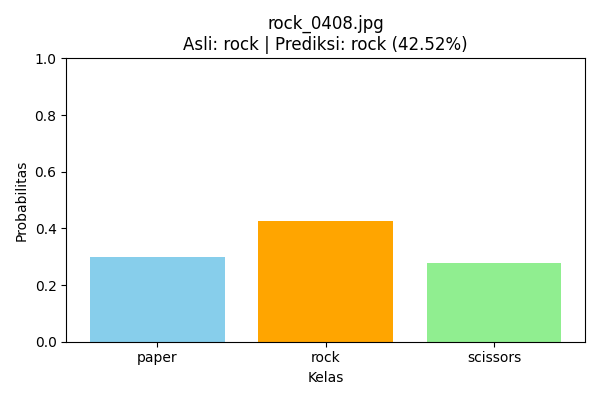 rock_0408.jpg
Asli: rock | Prediksi: rock (42.52%)
1.0
0.8
0.6
0.4
0.2
0.0
Probabilitas
paper rock scissors
Kelas